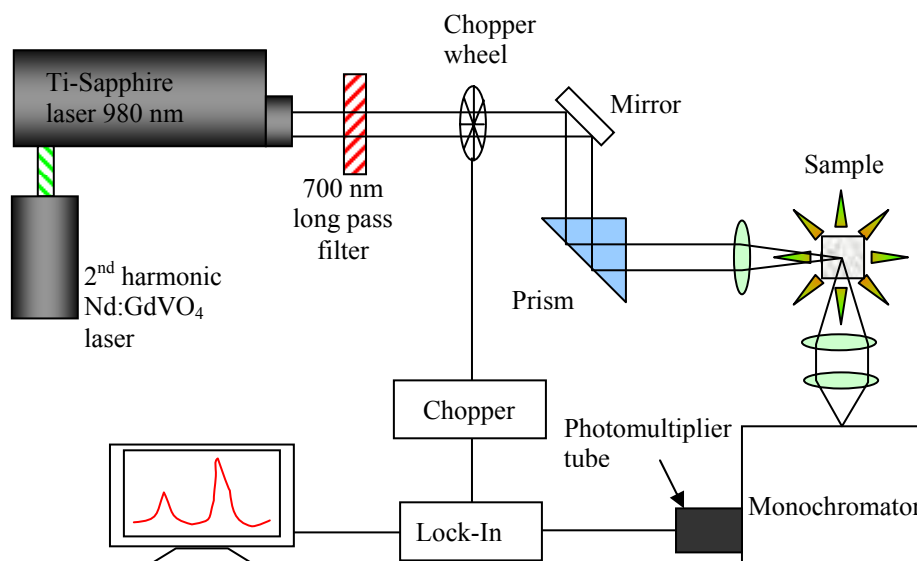 Ti-Sapphire
laser 980 nm
2nd harmonic
Nd:GdVO4
laser
700 nm
long pass
filter
Chopper
wheel
Mirror
Prism
Sample
Chopper
Photomultiplier
tube
Lock-In
Monochromator